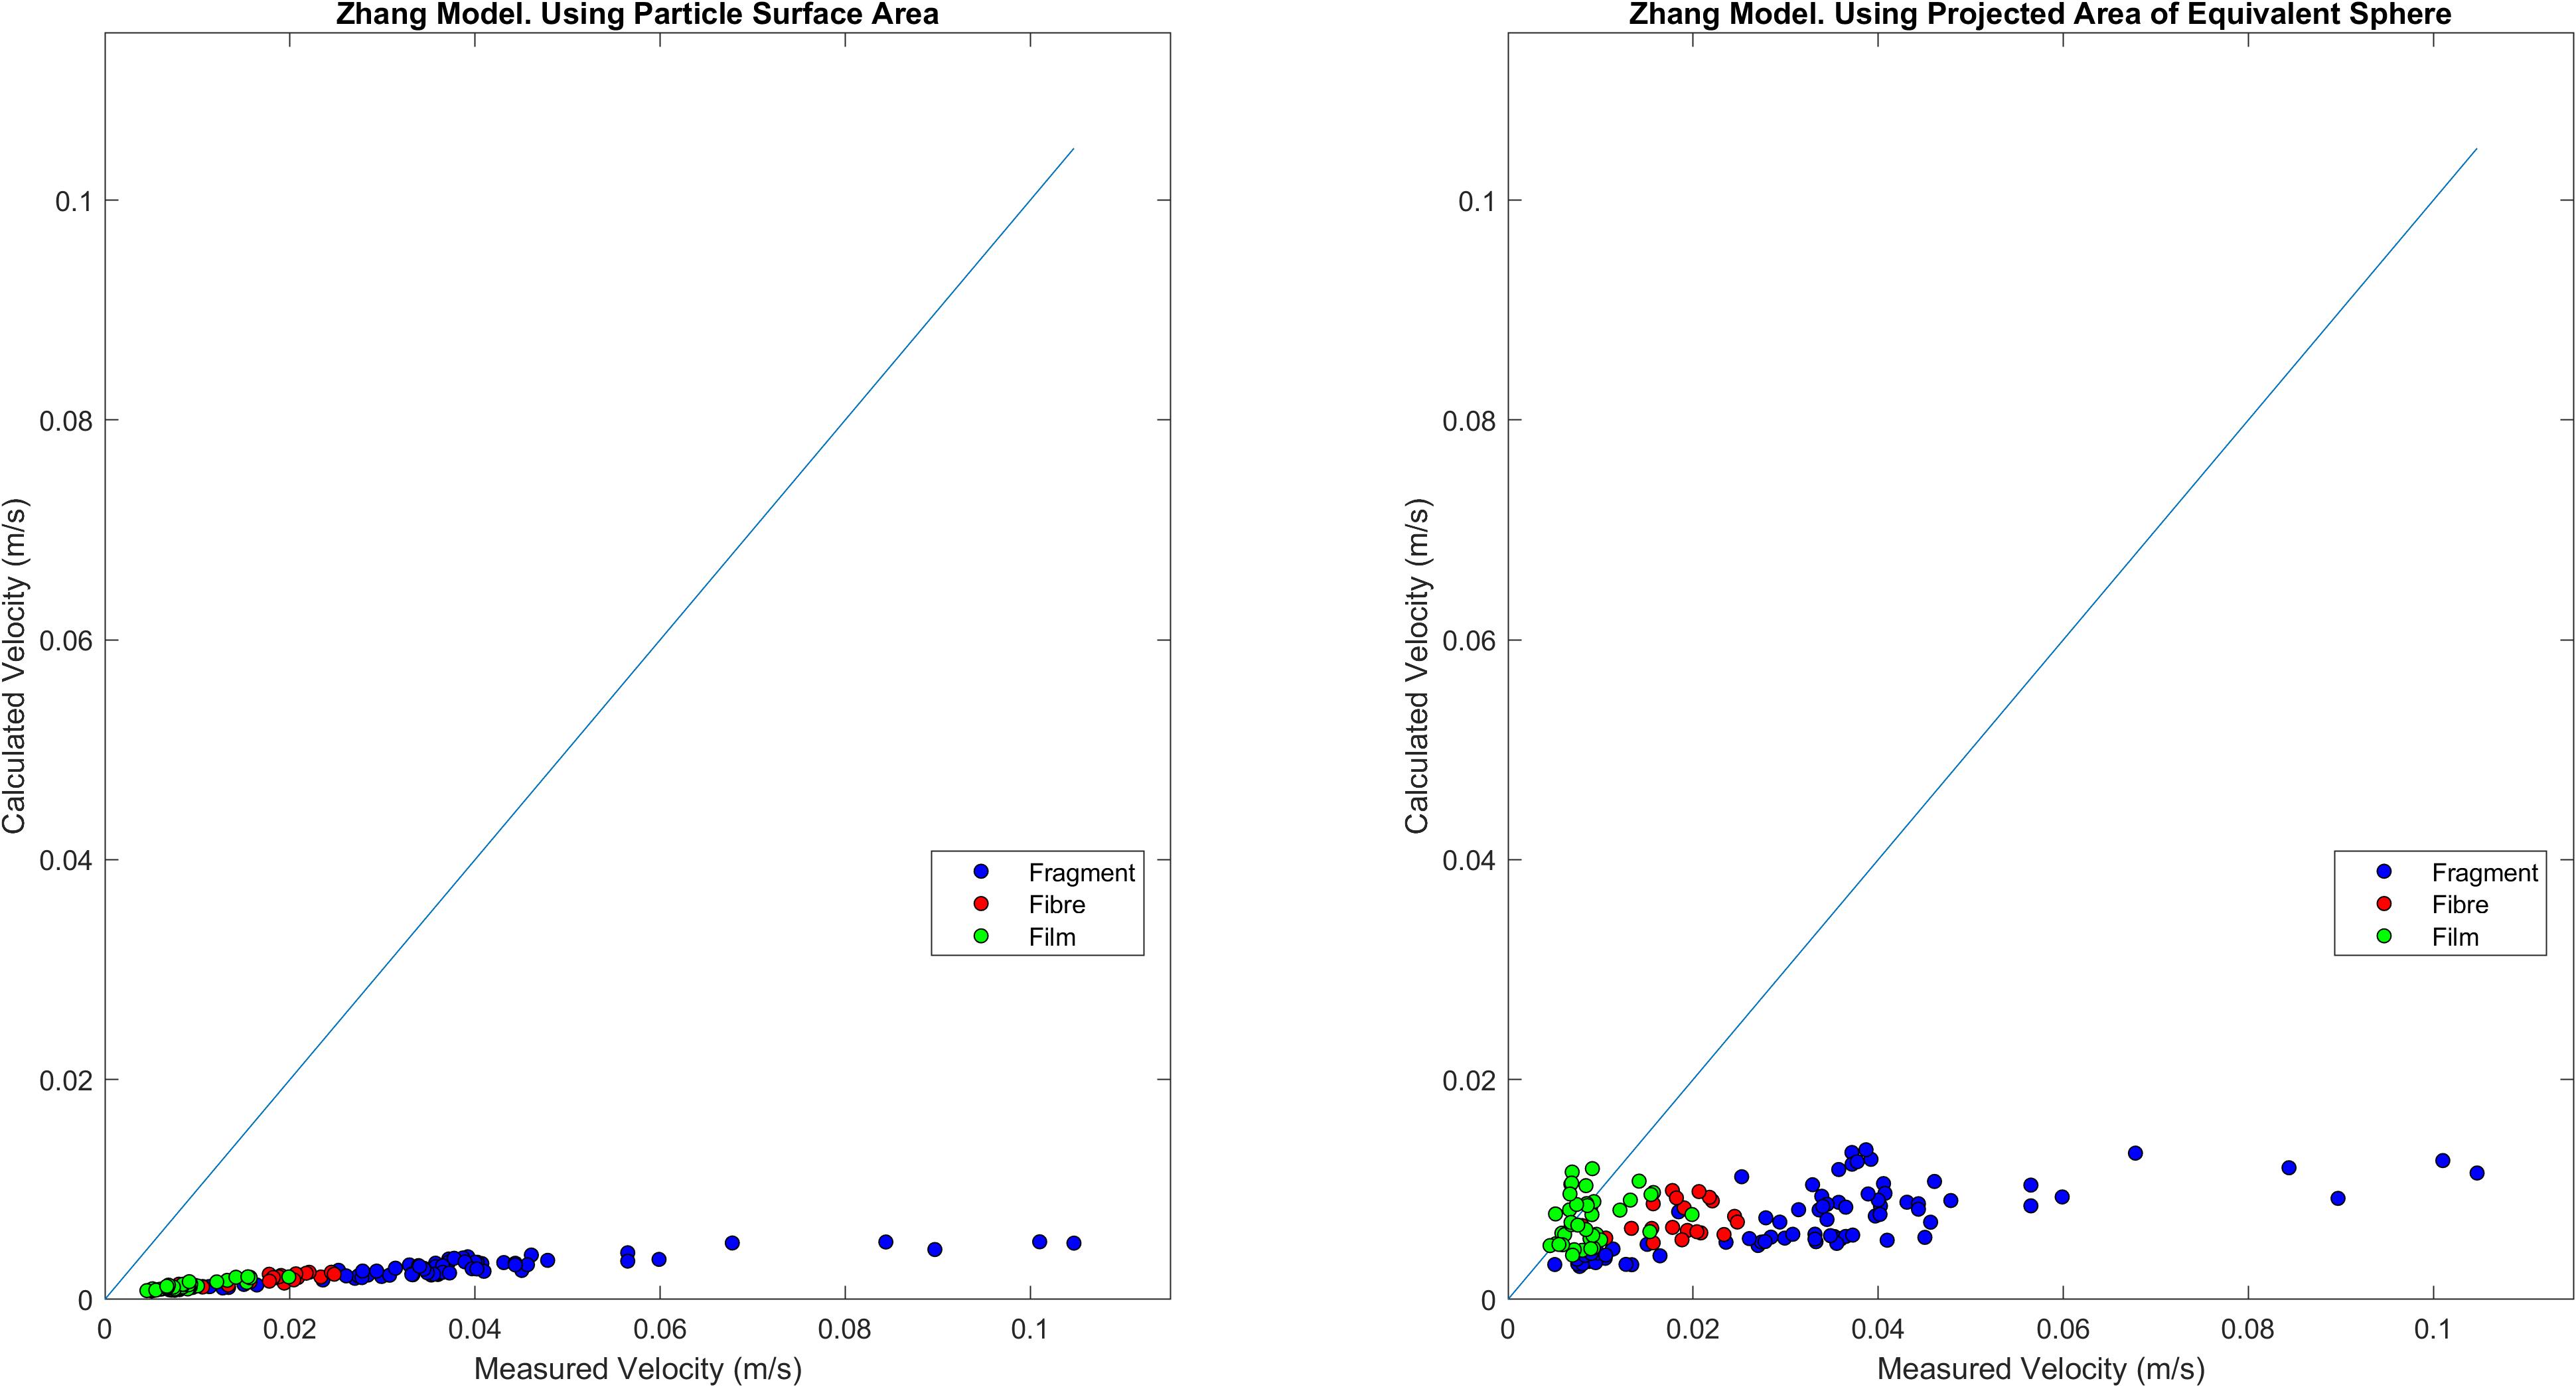 Zhang Model. Using Particle Surface Area
Calculated Velocity (m/s)
0.1
0.08
0.06
0.04
0.02
0
0
0.02
0.04
0.06
0.08
0.1
Measured Velocity (m/s)
Fragment
Fibre
Film
Zhang Model. Using Projected Area of Equivalent Sphere
Calculated Velocity (m/s)
0.1
0.08
0.06
0.04
0.02
0
0
0.02
0.04
0.06
0.08
0.1
Measured Velocity (m/s)
Fragment
Fibre
Film